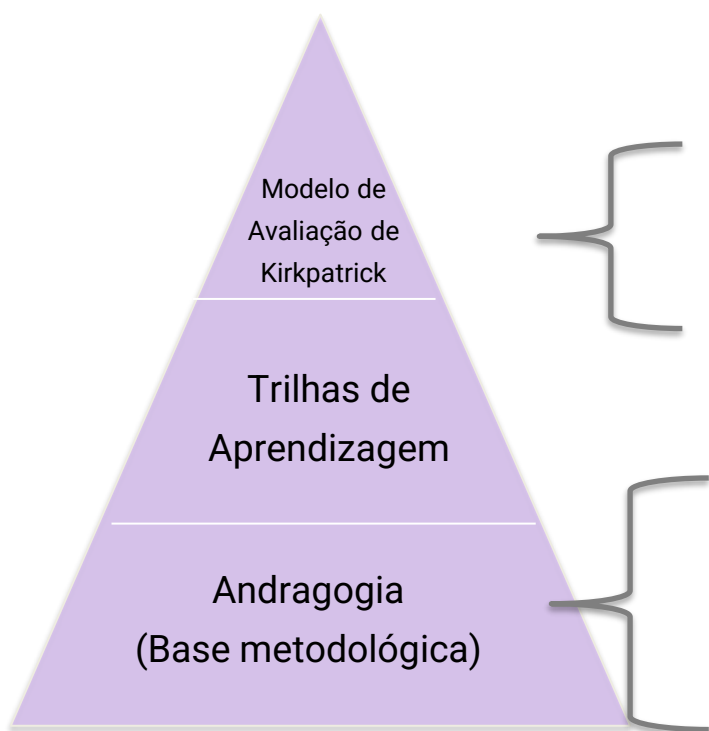 Modelo de
Avaliação de
Kirkpatrick
Trilhas de
Aprendizagem
Andragogia
(Base metodológica)